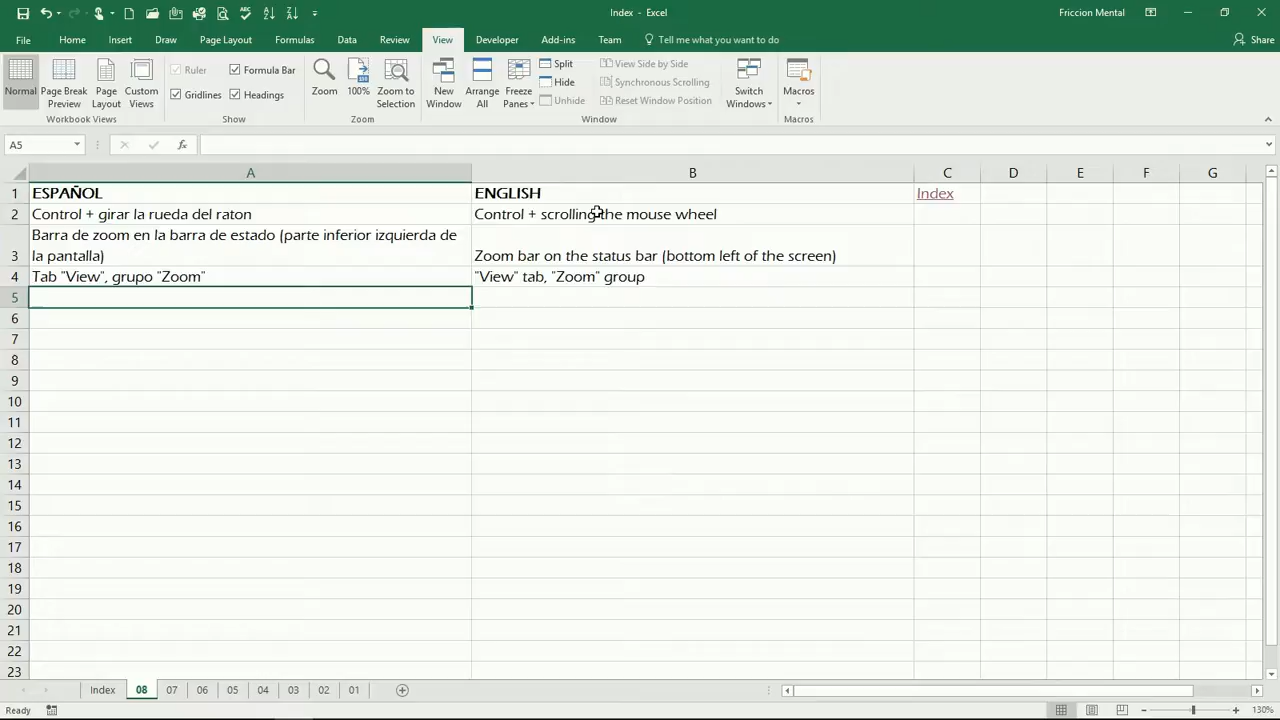 Index - Excel
Friccion Mental
File Home Insert Draw Page Layout Formulas Data Review View Developer Add-ins Team Tell me what you want to do Share
Normal
Page Break Preview
Page Layout
Custom Views
Workbook Views
Ruler
Formula Bar
Gridlines
Headings
Show
Zoom
100%
Zoom to Selection
Zoom
New Window
Arrange All
Freeze Panes
Split
Hide
Unhide
View Side by Side
Synchronous Scrolling
Reset Window Position
Window
Switch Windows
Macros
Macros
A5
fx
A B C D E F G
1 ESPAÑOL ENGLISH Index
2 Control + girar la rueda del raton Control + scrolling the mouse wheel
Barra de zoom en la barra de estado (parte inferior izquierda de
3 la pantalla) Zoom bar on the status bar (bottom left of the screen)
4 Tab "View", grupo "Zoom" "View" tab, "Zoom" group
5
6
7
8
9
10
11
12
13
14
15
16
17
18
19
20
21
22
23
Index 08 07 06 05 04 03 02 01
Ready
130%